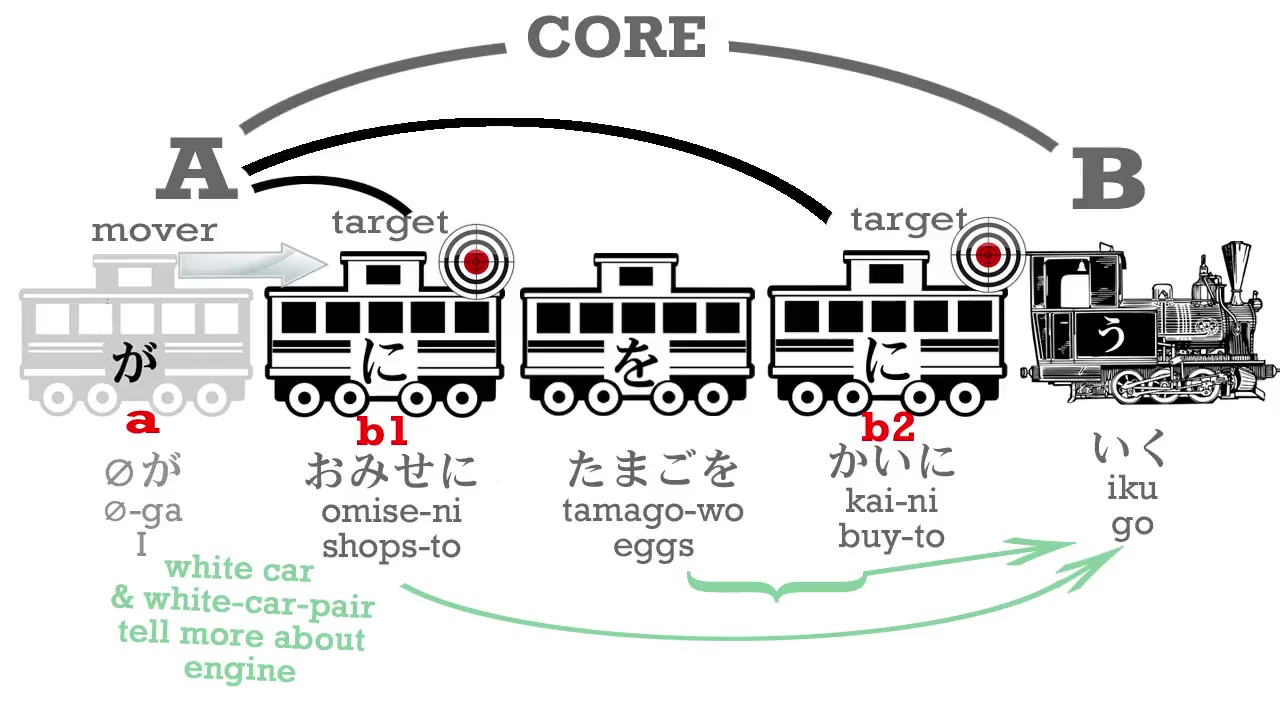 CORE
A
B
mover
target
target
が
に
を
に
う
a
b1
b2
∅が
おみせに
たまごを
かいに
いく
∅-ga
omise-ni
tamago-wo
kai-ni
iku
I
shops-to
eggs
buy-to
go
white car
& white-car-pair
tell more about
engine